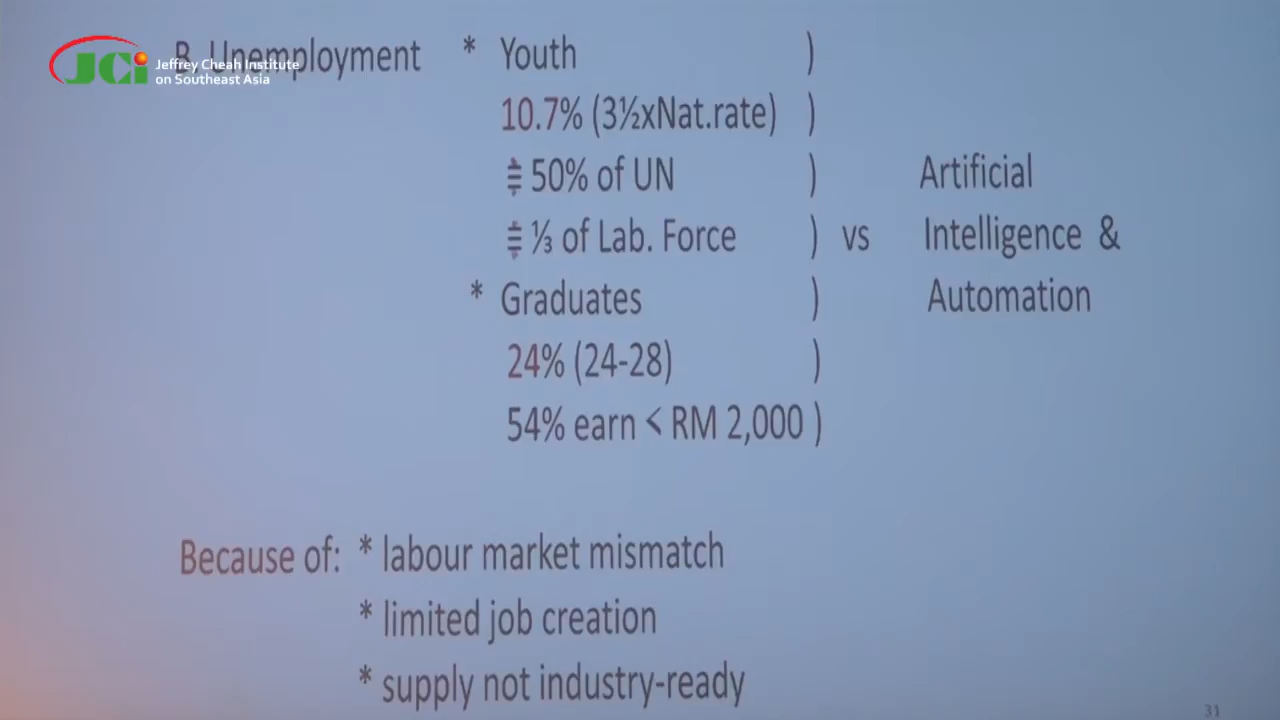 B. Unemployment * Youth )
JCi Jeffrey Cheah Institute
on Southeast Asia
10.7% (3½xNat.rate) )
≑ 50% of UN ) Artificial
≑ ⅓ of Lab. Force ) vs Intelligence &
* Graduates ) Automation
24% (24-28) )
54% earn < RM 2,000 )
Because of: * labour market mismatch
* limited job creation
* supply not industry-ready
31